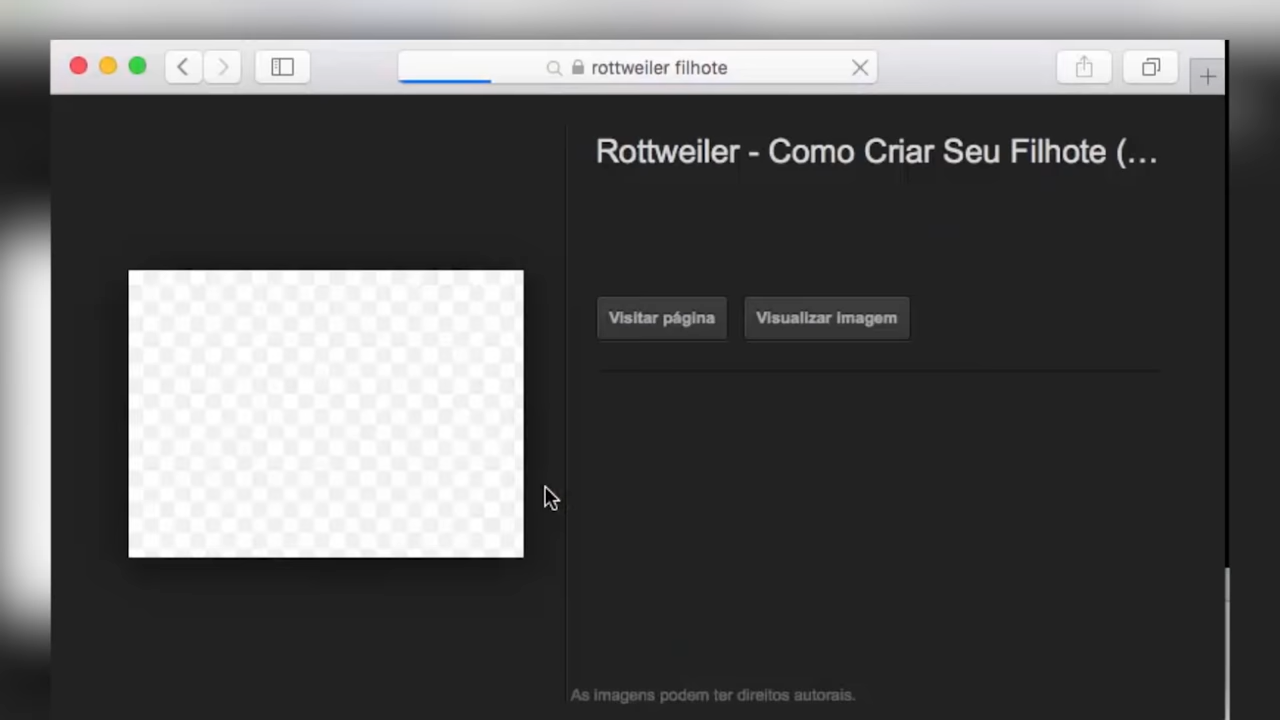 rottweiler filhote
Rottweiler - Como Criar Seu Filhote (...
Visitar página
Visualizar imagem
As imagens podem ter direitos autorais.